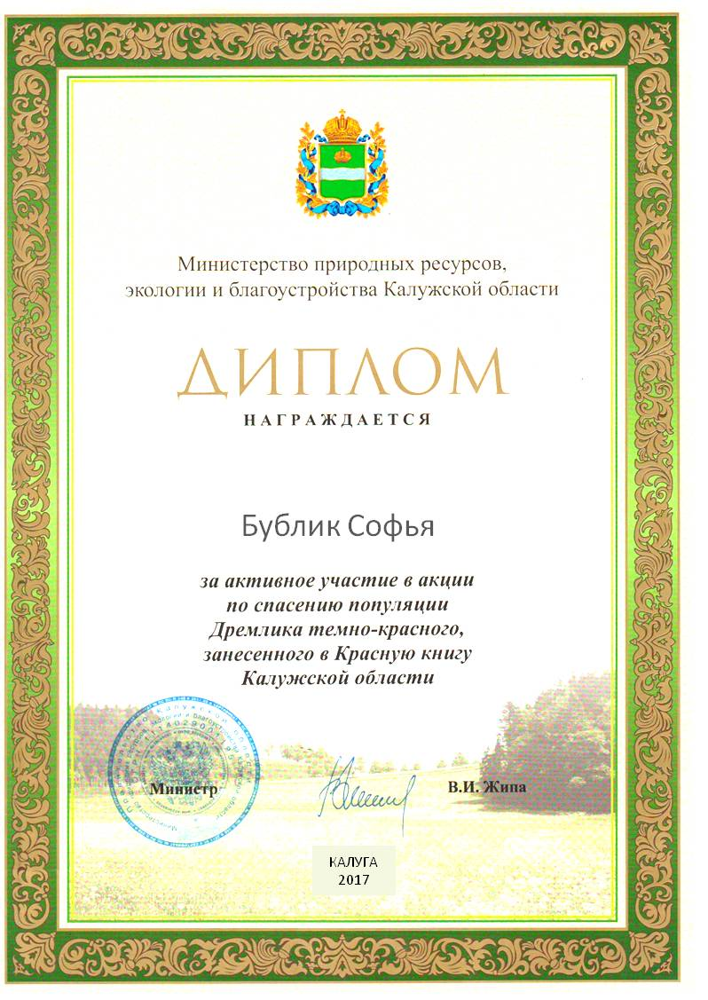 Министерство природных ресурсов,
экологии и благоустройства Калужской области
ДИПЛОМ
НАГРАЖДАЕТСЯ
Бублик Софья
за активное участие в акции
по спасению популяции
Дремлика темно-красного,
занесенного в Красную книгу
Калужской области
Министр
В.И. Жипа
КАЛУГА
2017